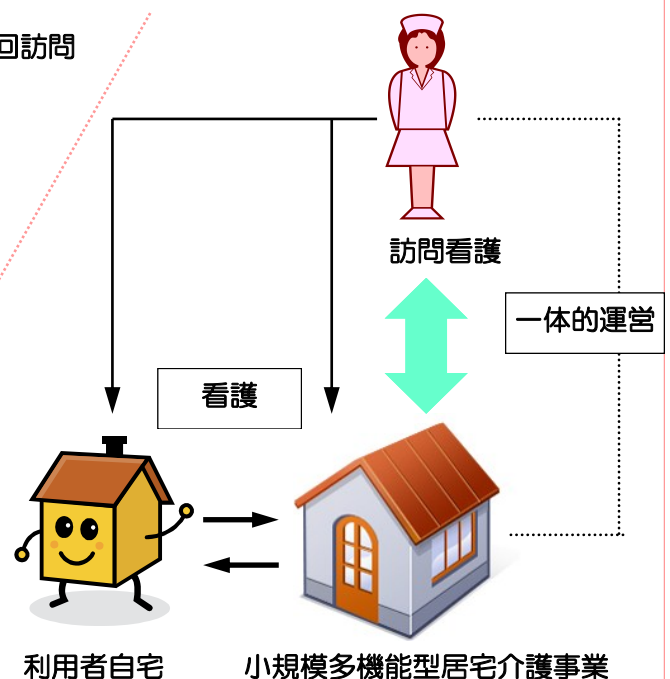 回訪問
訪問看護
一体的運営
看護
利用者自宅
小規模多機能型居宅介護事業